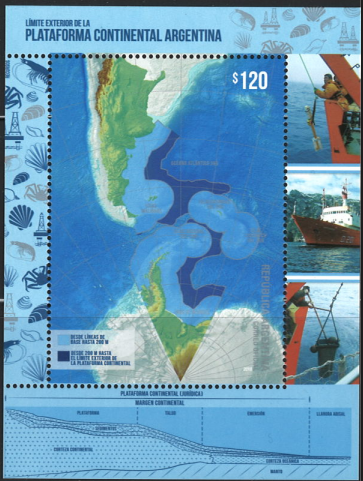 LÍMITE EXTERIOR DE LA
PLATAFORMA CONTINENTAL ARGENTINA
$120
REPÚBLICA
DESDE LÍNEAS DE
BASE HASTA 200 M
DESDE 200 M HASTA
EL LÍMITE EXTERIOR DE
LA PLATAFORMA CONTINENTAL
PLATAFORMA CONTINENTAL (JURÍDICA)
MARGEN CONTINENTAL
PLATAFORMA TALUD EMERSIÓN LLANURA ABISAL
SEDIMENTOS
CORTEZA CONTINENTAL
CORTEZA OCEÁNICA
MANTO